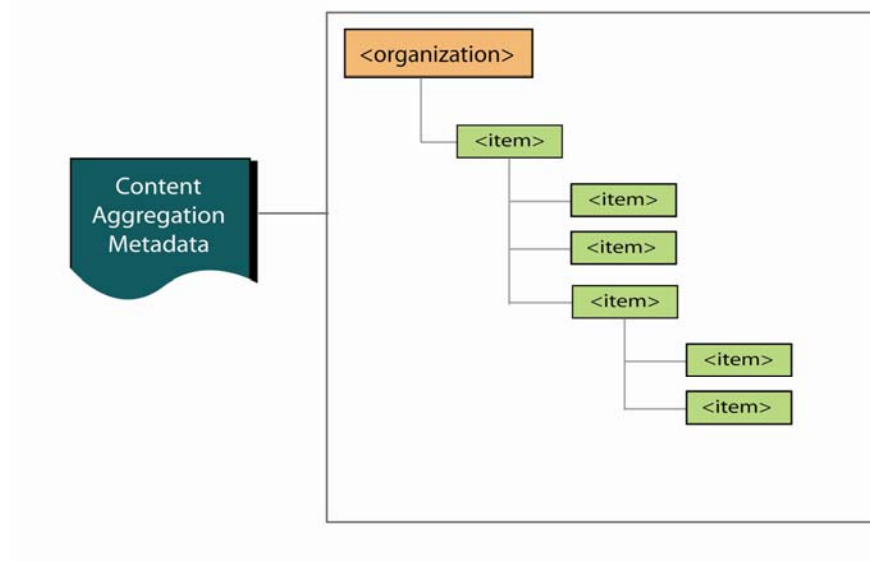 <organization>
<item>
Content
Aggregation
Metadata
<item>
<item>
<item>
<item>
<item>